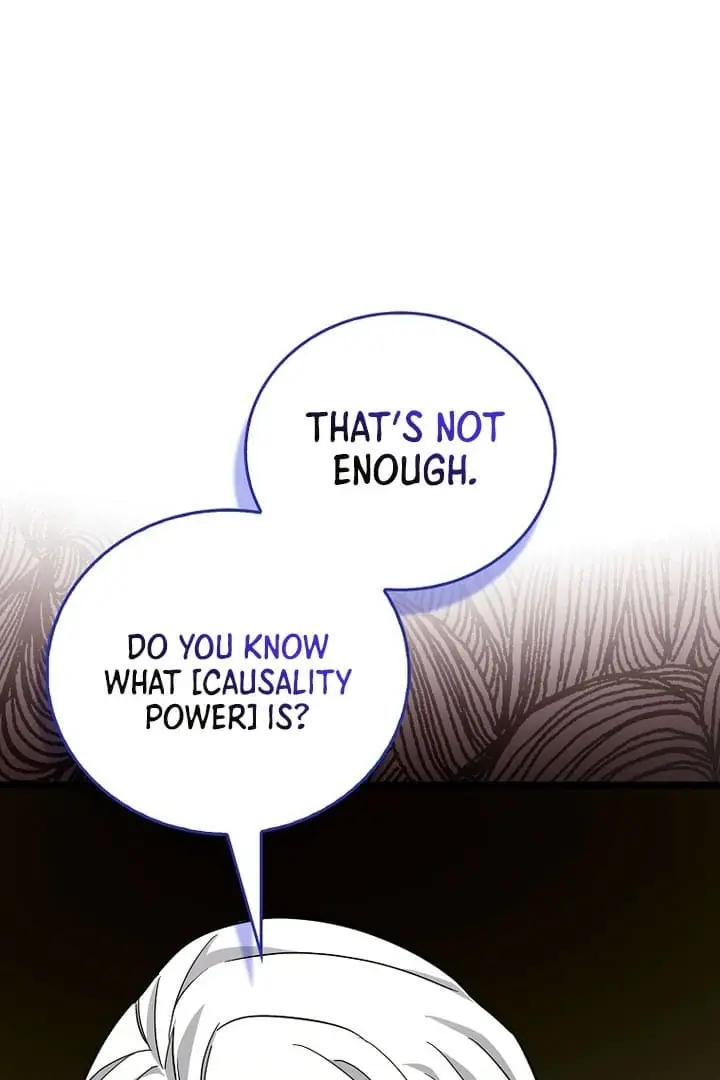 THAT'S NOT
ENOUGH.
DO YOU KNOW
WHAT [CAUSALITY
POWER] IS?